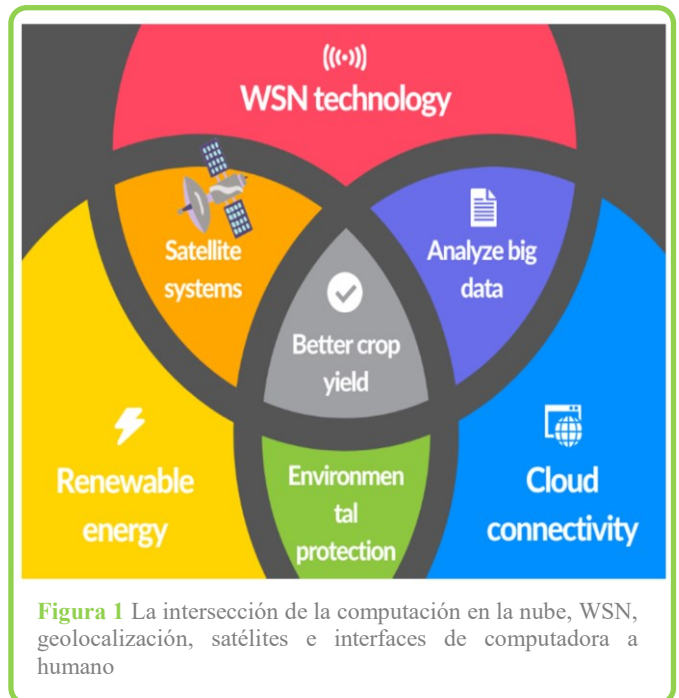 WSN technology
Satellite
systems
Analyze big
data
Better crop
yield
Renewable
energy
Environmen
tal
protection
Cloud
connectivity
Figura 1 La intersección de la computación en la nube, WSN,
geolocalización, satélites e interfaces de computadora a
humano